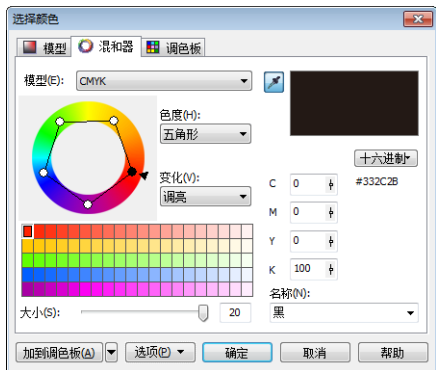 选择颜色
模型 混和器 调色板
模型(E): CMYK
色度(H):
五角形
十六进制
变化(V):
调亮
C 0 #332C2B
M 0
Y 0
K 100
名称(N):
大小(S): 20 黑
加到调色板(A) 选项(P) 确定 取消 帮助